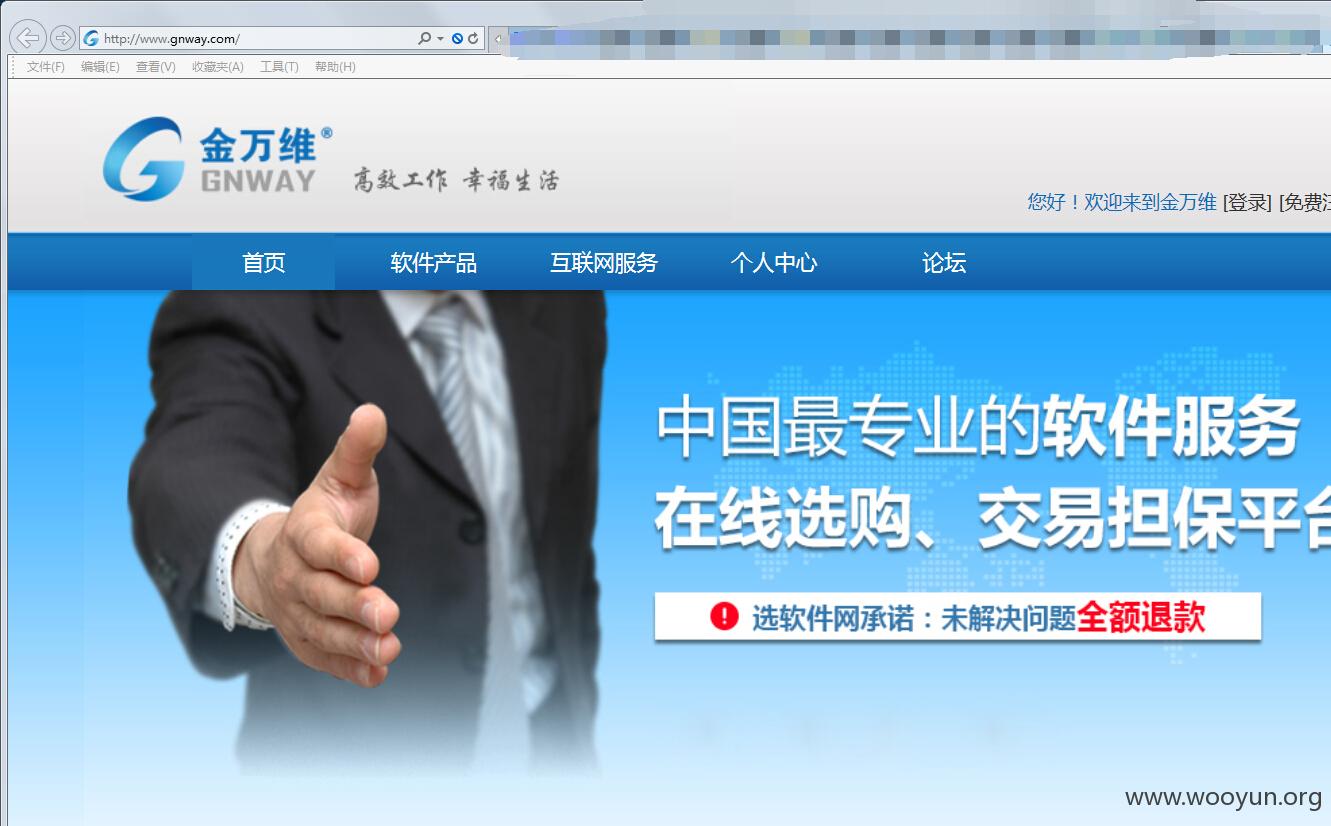 http://www.gnway.com/
文件(F) 编辑(E) 查看(V) 收藏夹(A) 工具(T) 帮助(H)
金万维®
GNWAY
高效工作 幸福生活
您好！欢迎来到金万维 [登录] [免费注
首页 软件产品 互联网服务 个人中心 论坛
中国最专业的软件服务
在线选购、交易担保平台
! 选软件网承诺：未解决问题全额退款
www.wooyun.org